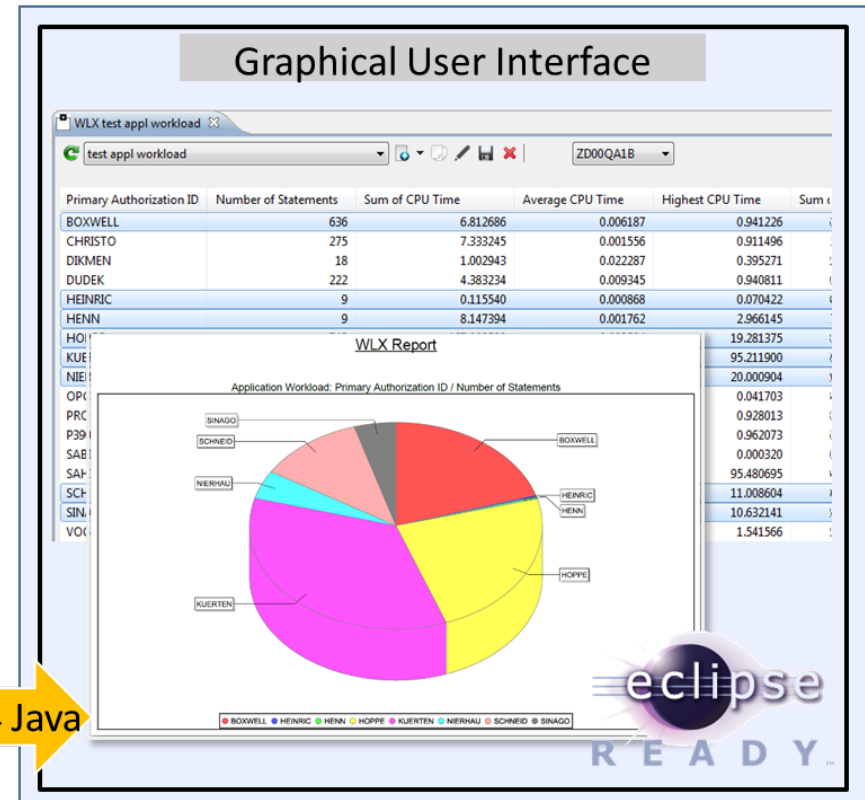 Graphical User Interface
WLX test appl workload
test appl workload ZD00QA1B
Primary Authorization ID Number of Statements Sum of CPU Time Average CPU Time Highest CPU Time Sum
BOXWELL 636 6.812686 0.006187 0.941226
CHRISTO 275 7.333245 0.001556 0.911496
DIKMEN 18 1.002943 0.022287 0.395271
DUDEK 222 4.383234 0.009345 0.940811
HEINRIC 9 0.115540 0.000868 0.070422
HENN 9 8.147394 0.001762 2.966145
19.281375
95.211900
20.000904
0.041703
0.928013
0.962073
0.000320
95.480695
11.008604
10.632141
1.541566
WLX Report
Application Workload: Primary Authorization ID / Number of Statements
SINAGO
BOXWELL
SCHNEID
NIERHAU
HEINRIC
HENN
HOPPE
KUERTEN
BOXWELL HEINRIC HENN HOPPE KUERTEN NIERHAU SCHNEID SINAGO
Java
eclipse
READY